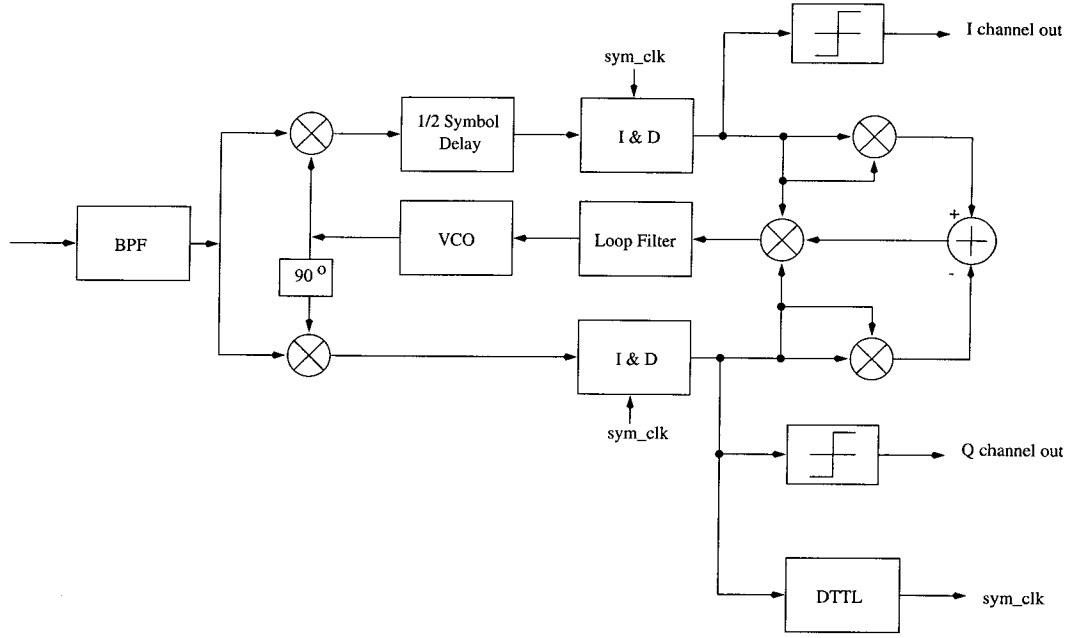 I channel out
sym_clk
1/2 Symbol
Delay
I & D
BPF
VCO
Loop Filter
+
-
90 o
I & D
sym_clk
Q channel out
DTTL
sym_clk